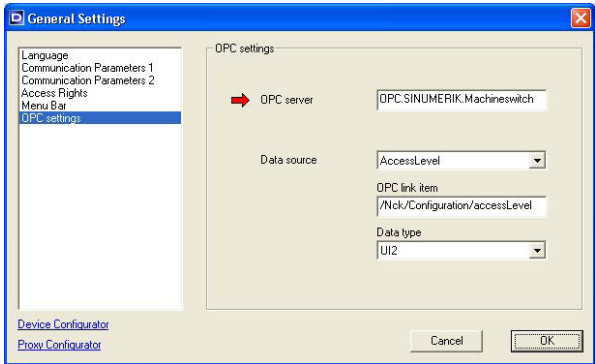 General Settings
Language
Communication Parameters 1
Communication Parameters 2
Access Rights
Menu Bar
OPC settings
Device Configurator
Proxy Configurator
OPC settings
OPC server
OPC.SINUMERIK.Machineswitch
Data source
AccessLevel
OPC link item
/Nck/Configuration/accessLevel
Data type
UI2
Cancel
OK